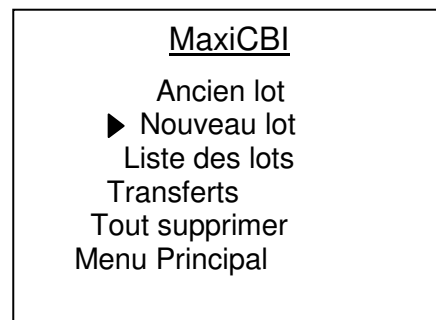 MaxiCBI
Ancien lot
Nouveau lot
Liste des lots
Transferts
Tout supprimer
Menu Principal